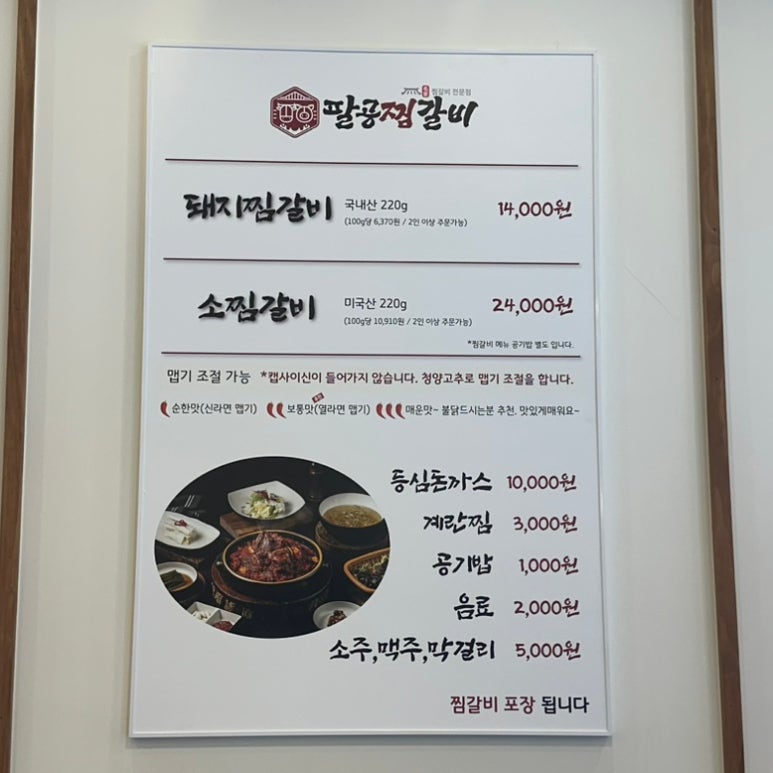 찜갈비 전문점
팔공찜갈비
돼지찜갈비 국내산 220g 14,000원
(100g당 6,370원 / 2인 이상 주문가능)
소찜갈비 미국산 220g 24,000원
(100g당 10,910원 / 2인 이상 주문가능)
*찜갈비 메뉴 공기밥 별도 입니다.
맵기 조절 가능 *캡사이신이 들어가지 않습니다. 청양고추로 맵기 조절을 합니다.
순한맛(신라면 맵기) 보통맛(열라면 맵기) 매운맛~ 불닭드시는분 추천. 맛있게매워요~
등심돈까스 10,000원
계란찜 3,000원
공기밥 1,000원
음료 2,000원
소주,맥주,막걸리 5,000원
찜갈비 포장 됩니다